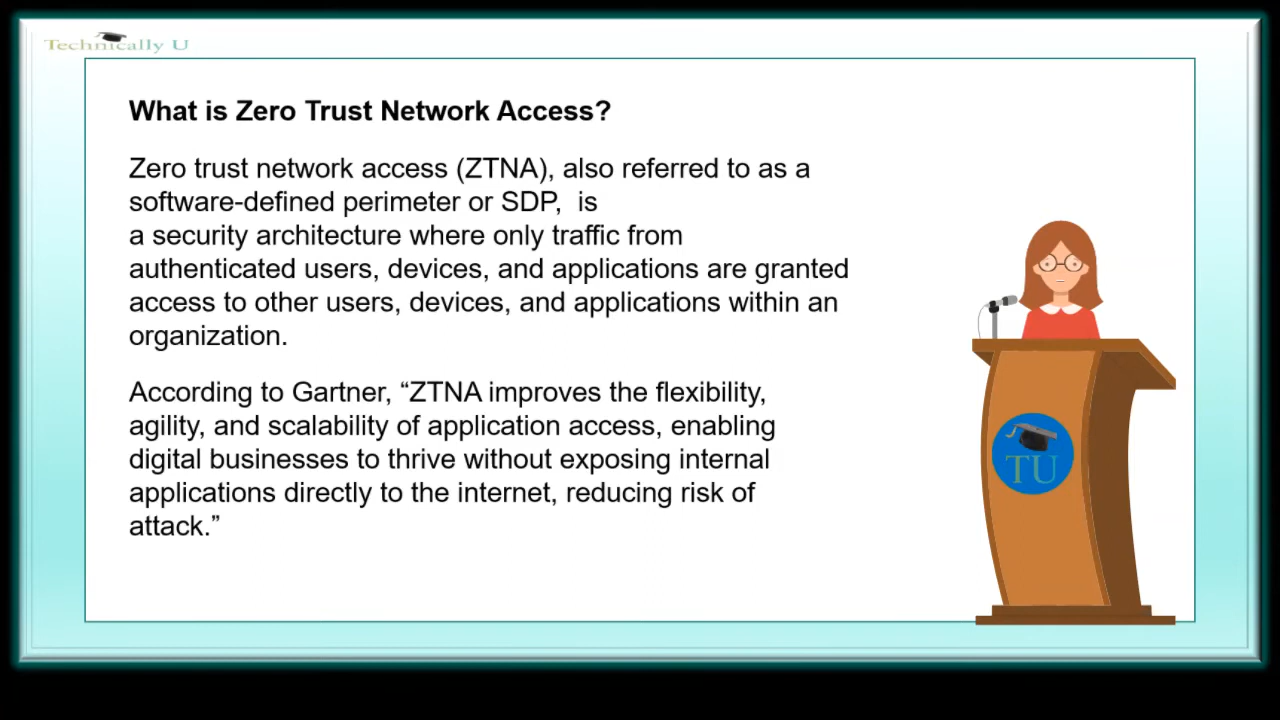 Technically U
What is Zero Trust Network Access?
Zero trust network access (ZTNA), also referred to as a
software-defined perimeter or SDP,  is
a security architecture where only traffic from
authenticated users, devices, and applications are granted
access to other users, devices, and applications within an
organization.
According to Gartner, “ZTNA improves the flexibility,
agility, and scalability of application access, enabling
digital businesses to thrive without exposing internal
applications directly to the internet, reducing risk of
attack.”
TU